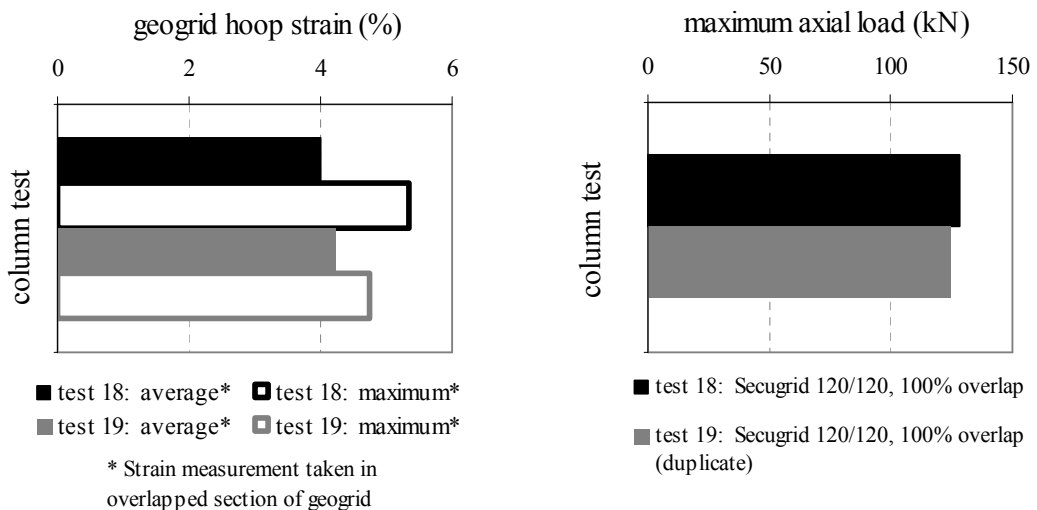 geogrid hoop strain (%)
0 2 4 6
column test
test 18: average* test 18: maximum*
test 19: average* test 19: maximum*
* Strain measurement taken in
overlapped section of geogrid
maximum axial load (kN)
0 50 100 150
column test
test 18: Secugrid 120/120, 100% overlap
test 19: Secugrid 120/120, 100% overlap
(duplicate)